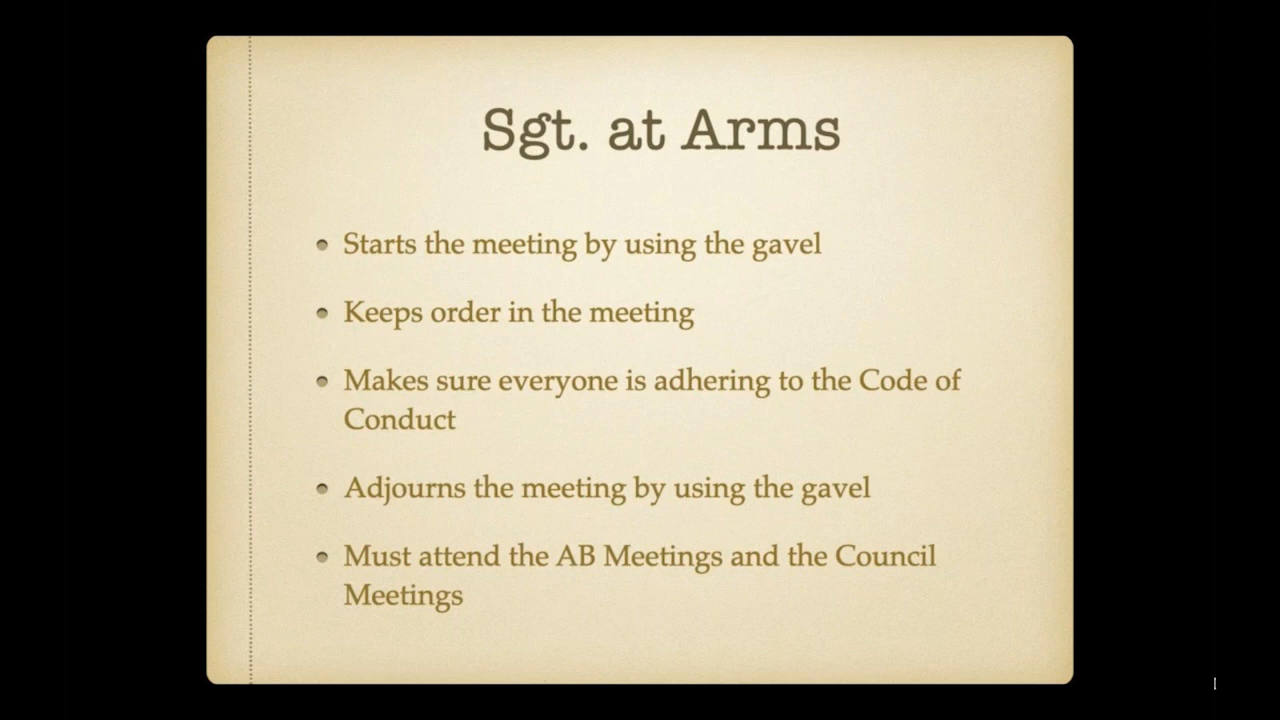 Sgt. at Arms
• Starts the meeting by using the gavel
• Keeps order in the meeting
• Makes sure everyone is adhering to the Code of
Conduct
• Adjourns the meeting by using the gavel
• Must attend the AB Meetings and the Council
Meetings